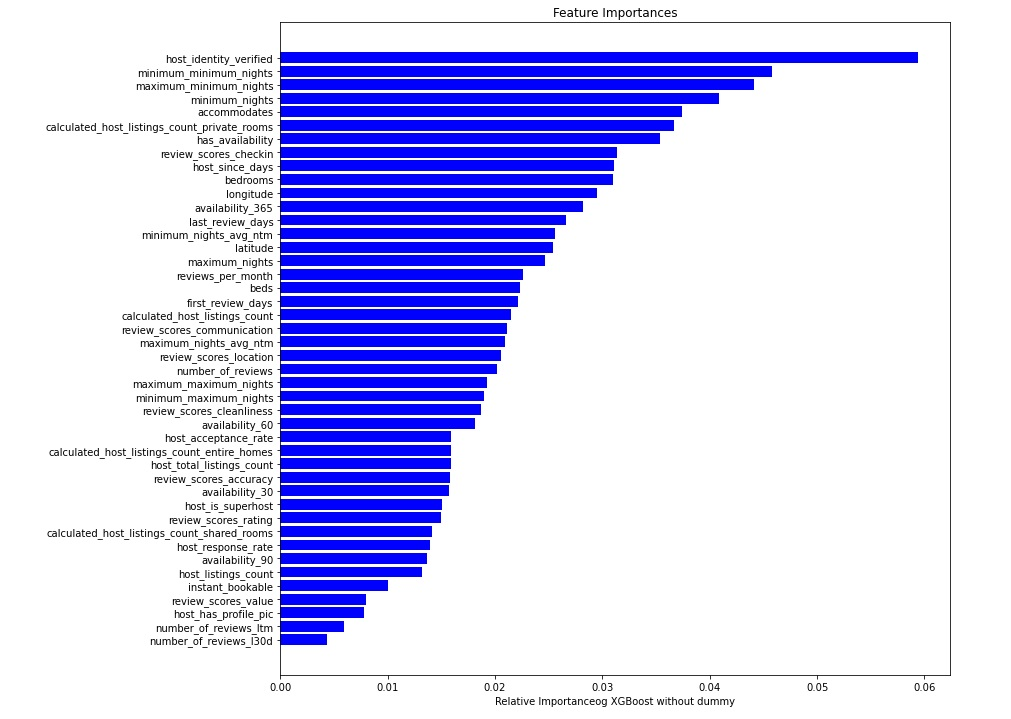 Feature Importances
host_identity_verified
minimum_minimum_nights
maximum_minimum_nights
minimum_nights
accommodates
calculated_host_listings_count_private_rooms
has_availability
review_scores_checkin
host_since_days
bedrooms
longitude
availability_365
last_review_days
minimum_nights_avg_ntm
latitude
maximum_nights
reviews_per_month
beds
first_review_days
calculated_host_listings_count
review_scores_communication
maximum_nights_avg_ntm
review_scores_location
number_of_reviews
maximum_maximum_nights
minimum_maximum_nights
review_scores_cleanliness
availability_60
host_acceptance_rate
calculated_host_listings_count_entire_homes
host_total_listings_count
review_scores_accuracy
availability_30
host_is_superhost
review_scores_rating
calculated_host_listings_count_shared_rooms
host_response_rate
availability_90
host_listings_count
instant_bookable
review_scores_value
host_has_profile_pic
number_of_reviews_ltm
number_of_reviews_l30d
0.00 0.01 0.02 0.03 0.04 0.05 0.06
Relative Importanceog XGBoost without dummy